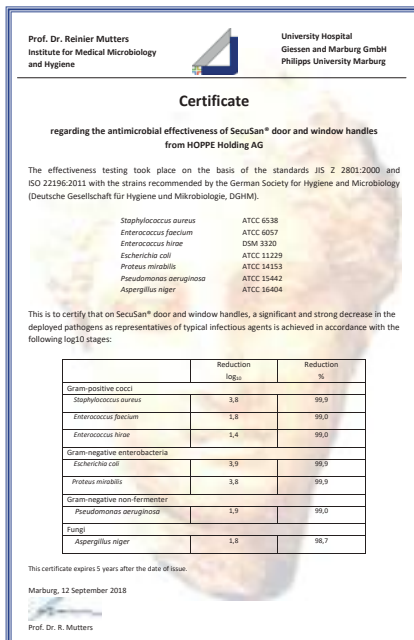 Prof. Dr. Reinier Mutters
Institute for Medical Microbiology
and Hygiene
University Hospital
Giessen and Marburg GmbH
Philipps University Marburg
Certificate
regarding the antimicrobial effectiveness of SecuSan® door and window handles
from HOPPE Holding AG
The effectiveness testing took place on the basis of the standards JIS Z 2801:2000 and
ISO 22196:2011 with the strains recommended by the German Society for Hygiene and Microbiology
(Deutsche Gesellschaft für Hygiene und Mikrobiologie, DGHM).
Staphylococcus aureus ATCC 6538
Enterococcus faecium ATCC 6057
Enterococcus hirae DSM 3320
Escherichia coli ATCC 11229
Proteus mirabilis ATCC 14153
Pseudomonas aeruginosa ATCC 15442
Aspergillus niger ATCC 16404
This is to certify that on SecuSan® door and window handles, a significant and strong decrease in the
deployed pathogens as representatives of typical infectious agents is achieved in accordance with the
following log10 stages:
Reduction Reduction
log₁₀ %
Gram-positive cocci
Staphylococcus aureus 3,8 99,9
Enterococcus faecium 1,8 99,0
Enterococcus hirae 1,4 99,0
Gram-negative enterobacteria
Escherichia coli 3,9 99,9
Proteus mirabilis 3,8 99,9
Gram-negative non-fermenter
Pseudomonas aeruginosa 1,9 99,0
Fungi
Aspergillus niger 1,8 98,7
This certificate expires 5 years after the date of issue.
Marburg, 12 September 2018
Prof. Dr. R. Mutters